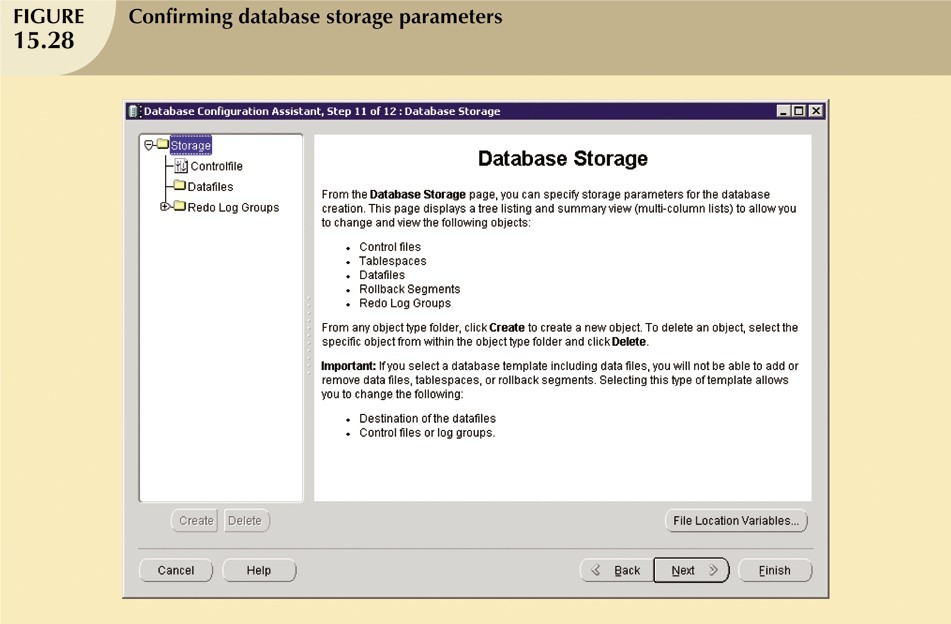 FIGURE
15.28
Confirming database storage parameters
Database Configuration Assistant, Step 11 of 12 : Database Storage
Storage
Controlfile
Datafiles
Redo Log Groups
Database Storage
From the Database Storage page, you can specify storage parameters for the database
creation. This page displays a tree listing and summary view (multi-column lists) to allow you
to change and view the following objects:
• Control files
• Tablespaces
• Datafiles
• Rollback Segments
• Redo Log Groups
From any object type folder, click Create to create a new object. To delete an object, select the
specific object from within the object type folder and click Delete.
Important: If you select a database template including data files, you will not be able to add or
remove data files, tablespaces, or rollback segments. Selecting this type of template allows
you to change the following:
• Destination of the datafiles
• Control files or log groups.
Create Delete
File Location Variables...
Cancel Help Back Next Finish